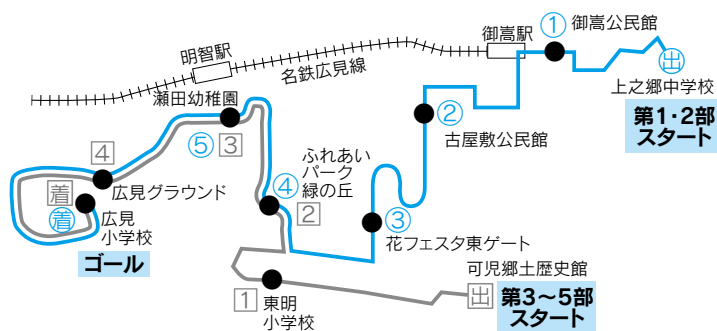 ① 御嵩公民館
御嵩駅
明智駅
名鉄広見線
出
上之郷中学校
第1・2部
スタート
瀬田幼稚園
②
古屋敷公民館
⑤ 3
ふれあい
パーク
緑の丘
4
広見グラウンド
④
2
着
着
広見
小学校
ゴール
③
花フェスタ東ゲート
可児郷土歴史館
1
東明
小学校
出
第3～5部
スタート